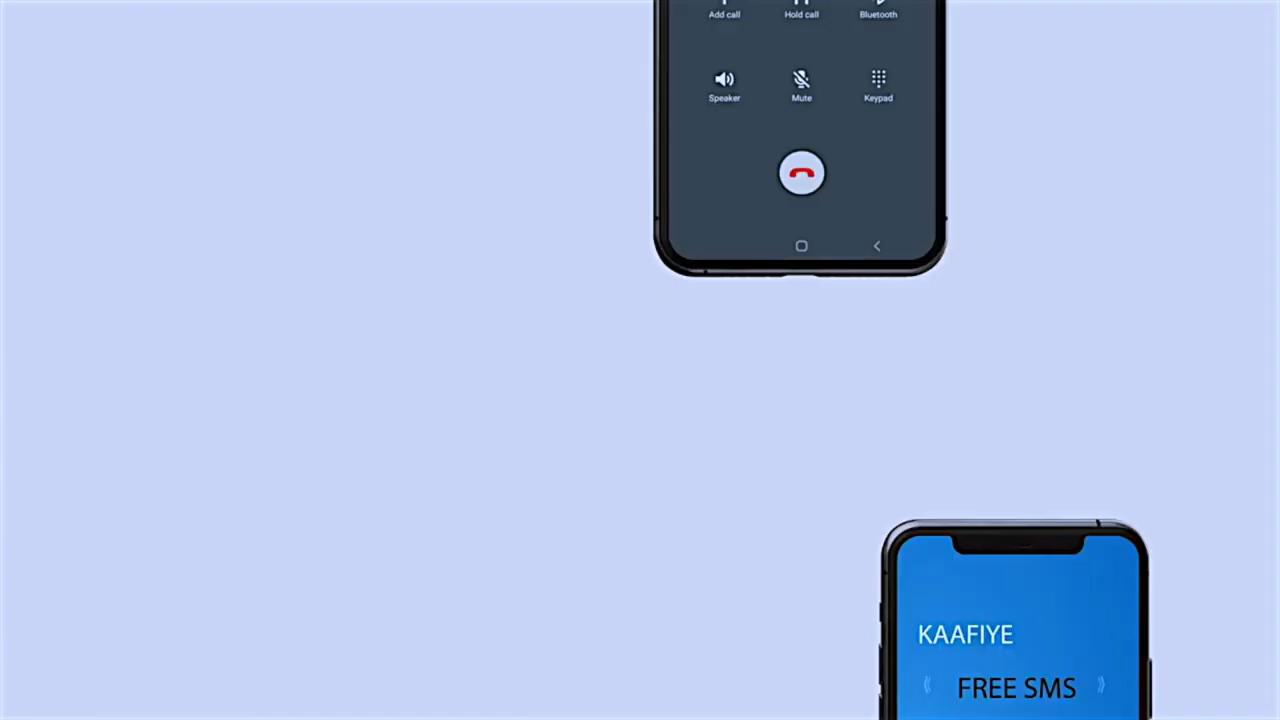 Add call Hold call Bluetooth
Speaker Mute Keypad
KAAFIYE
FREE SMS